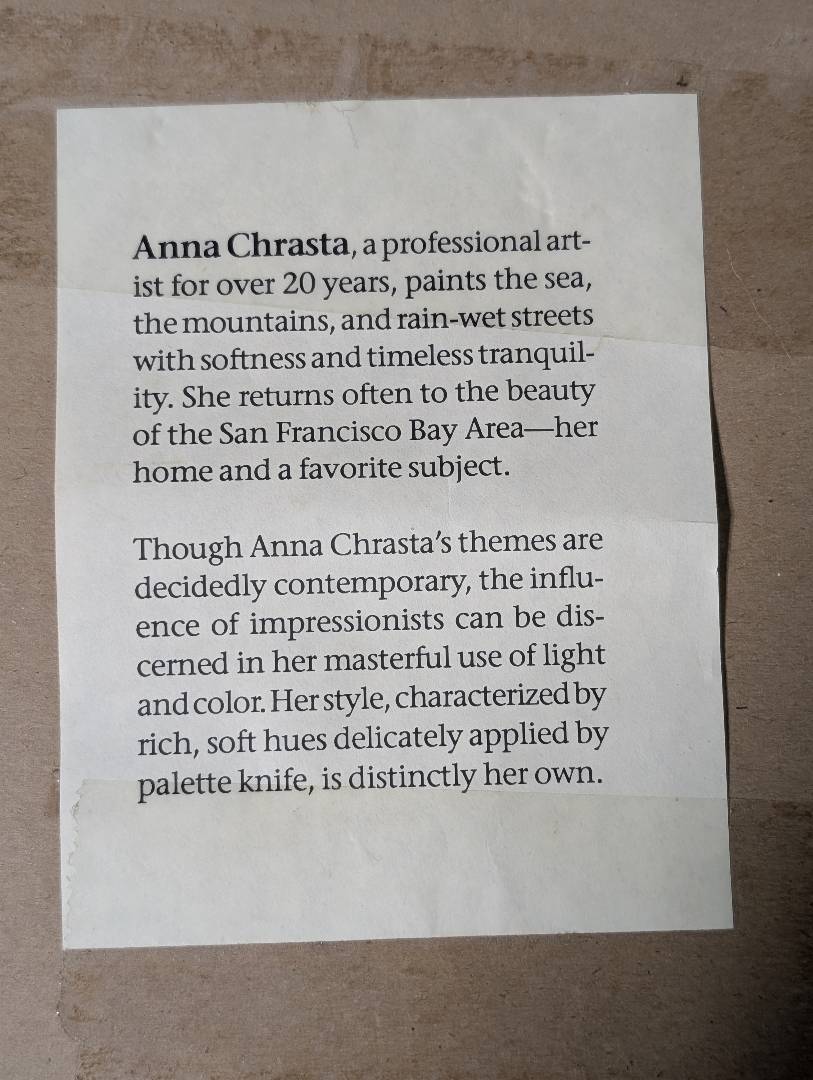 Anna Chrasta, a professional art-
ist for over 20 years, paints the sea,
the mountains, and rain-wet streets
with softness and timeless tranquil-
ity. She returns often to the beauty
of the San Francisco Bay Area—her
home and a favorite subject.
Though Anna Chrasta's themes are
decidedly contemporary, the influ-
ence of impressionists can be dis-
cerned in her masterful use of light
and color. Her style, characterized by
rich, soft hues delicately applied by
palette knife, is distinctly her own.